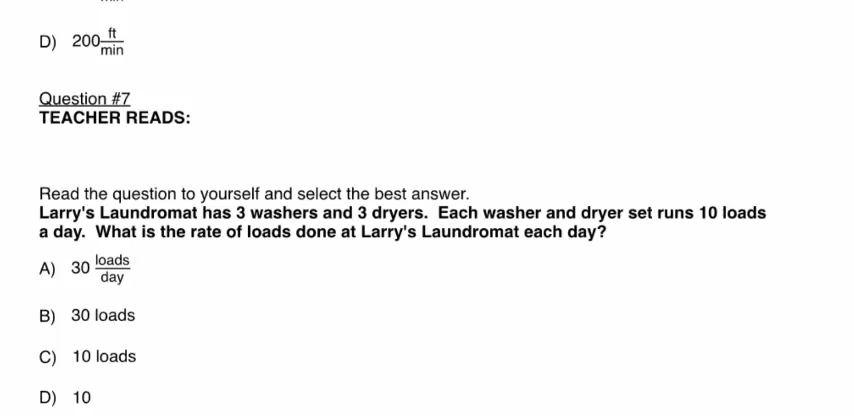 D) 200 ft/min
Question #7
TEACHER READS:
Read the question to yourself and select the best answer.
Larry's Laundromat has 3 washers and 3 dryers. Each washer and dryer set runs 10 loads
a day. What is the rate of loads done at Larry's Laundromat each day?
A) 30 loads/day
B) 30 loads
C) 10 loads
D) 10